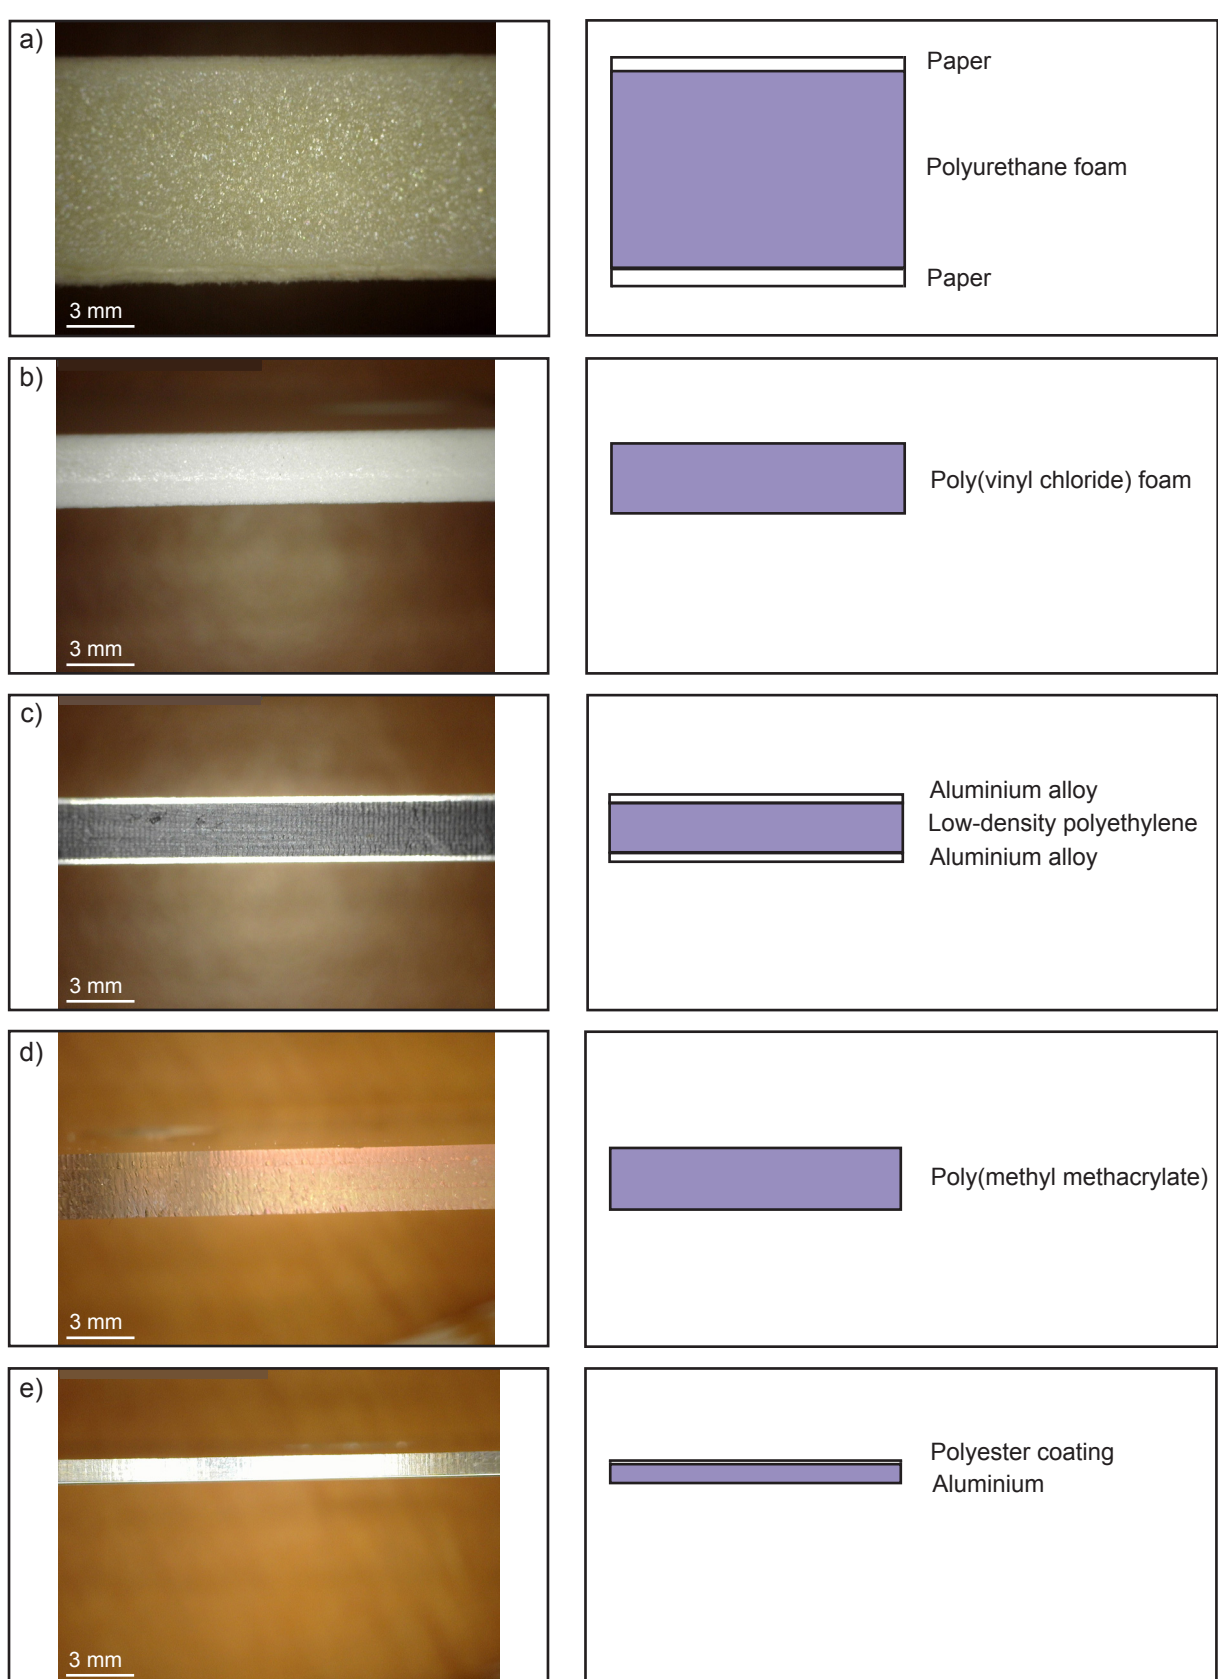 a)
3 mm
Paper
Polyurethane foam
Paper
b)
3 mm
Poly(vinyl chloride) foam
c)
3 mm
Aluminium alloy
Low-density polyethylene
Aluminium alloy
d)
3 mm
Poly(methyl methacrylate)
e)
3 mm
Polyester coating
Aluminium